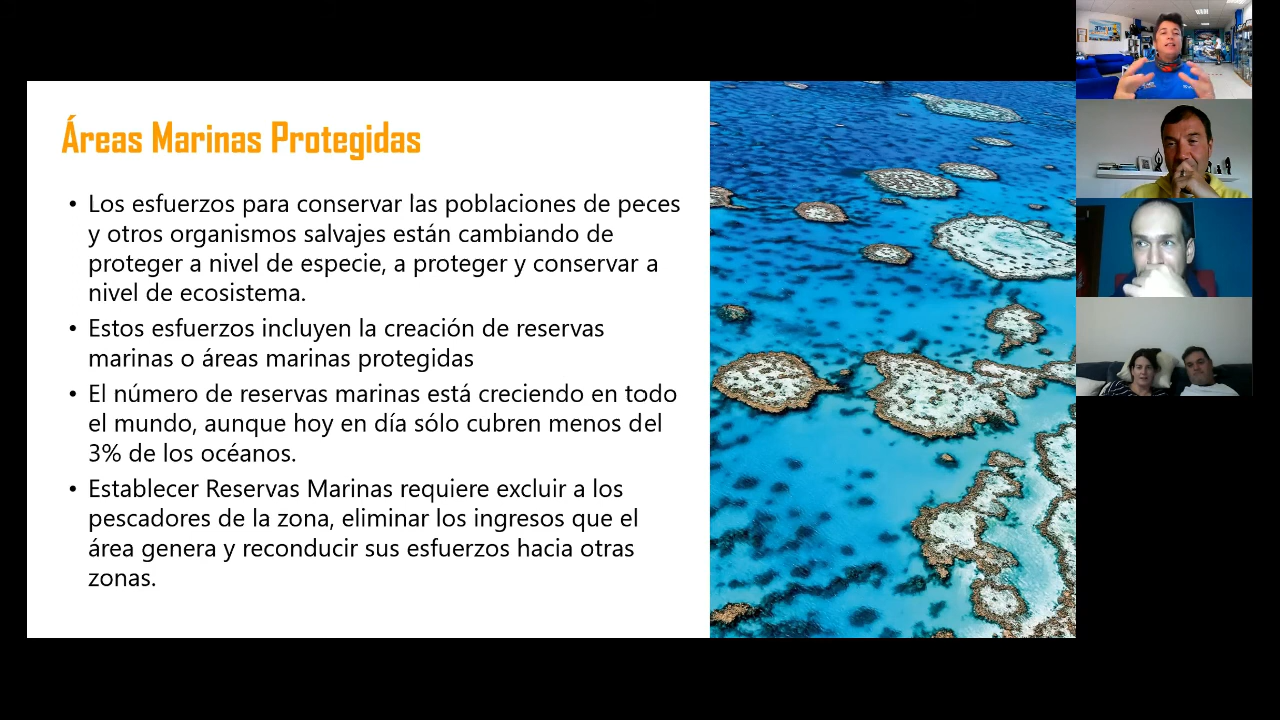 Áreas Marinas Protegidas
• Los esfuerzos para conservar las poblaciones de peces
y otros organismos salvajes están cambiando de
proteger a nivel de especie, a proteger y conservar a
nivel de ecosistema.
• Estos esfuerzos incluyen la creación de reservas
marinas o áreas marinas protegidas
• El número de reservas marinas está creciendo en todo
el mundo, aunque hoy en día sólo cubren menos del
3% de los océanos.
• Establecer Reservas Marinas requiere excluir a los
pescadores de la zona, eliminar los ingresos que el
área genera y reconducir sus esfuerzos hacia otras
zonas.